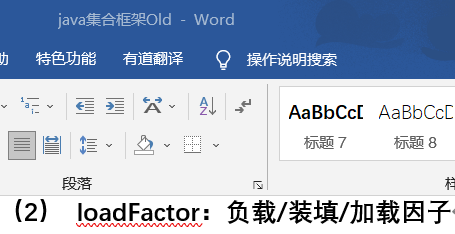 java集合框架Old - Word
助 特色功能 有道翻译 操作说明搜索
AaBbCcD AaBbCcD
标题 7 标题 8
段落
（2） loadFactor：负载/装填/加载因子